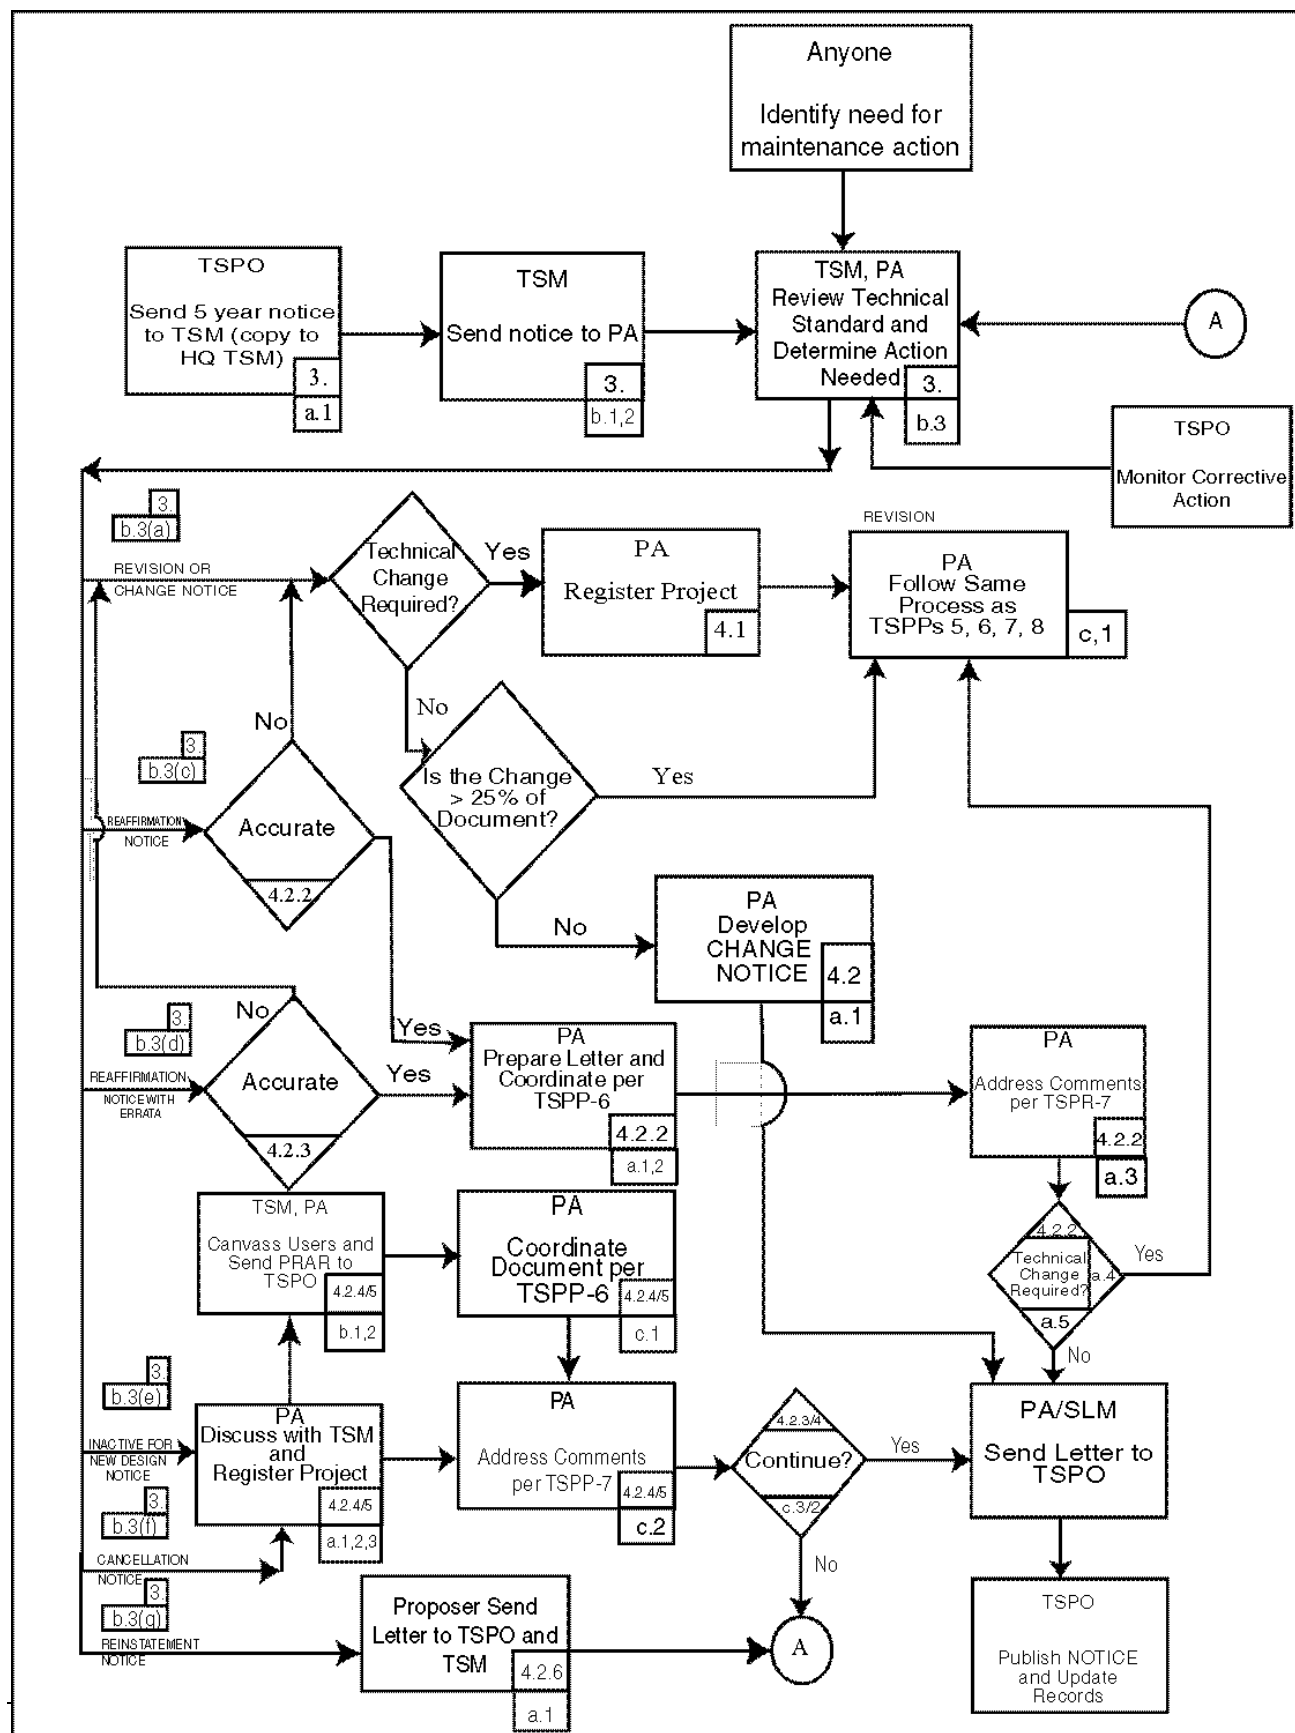 Anyone
Identify need for
maintenance action
TSPO
Send 5 year notice
to TSM (copy to
HQ TSM)
3.
a.1
TSM
Send notice to PA
3.
b.1,2
TSM, PA
Review Technical
Standard and
Determine Action
Needed
3.
b.3
A
TSPO
Monitor Corrective
Action
3.
b.3(a)
REVISION OR
CHANGE NOTICE
Technical
Change
Required?
Yes
No
PA
Register Project
4.1
REVISION
PA
Follow Same
Process as
TSPPs 5, 6, 7, 8
c,1
Is the Change
> 25% of
Document?
Yes
No
3.
b.3(c)
REAFFIRMATION
NOTICE
No
Accurate
4.2.2
Yes
PA
Develop
CHANGE
NOTICE
4.2
a.1
3.
b.3(d)
REAFFIRMATION
NOTICE WITH
ERRATA
No
Accurate
4.2.3
Yes
PA
Prepare Letter and
Coordinate per
TSPP-6
4.2.2
a.1,2
PA
Address Comments
per TSPR-7
4.2.2
a.3
4.2.2
Technical
Change
Required?
a.4
a.5
Yes
No
TSM, PA
Canvass Users and
Send PRAR to
TSPO
4.2.4/5
b.1,2
PA
Coordinate
Document per
TSPP-6
4.2.4/5
c.1
3.
b.3(e)
INACTIVE FOR
NEW DESIGN
NOTICE
PA
Discuss with TSM
and
Register Project
4.2.4/5
a.1,2,3
PA
Address Comments
per TSPP-7
4.2.4/5
c.2
4.2.3/4
Continue?
c.3/2
Yes
No
PA/SLM
Send Letter to
TSPO
3.
b.3(f)
CANCELLATION
NOTICE
3.
b.3(g)
REINSTATEMENT
NOTICE
Proposer Send
Letter to TSPO and
TSM
4.2.6
a.1
A
TSPO
Publish NOTICE
and Update
Records